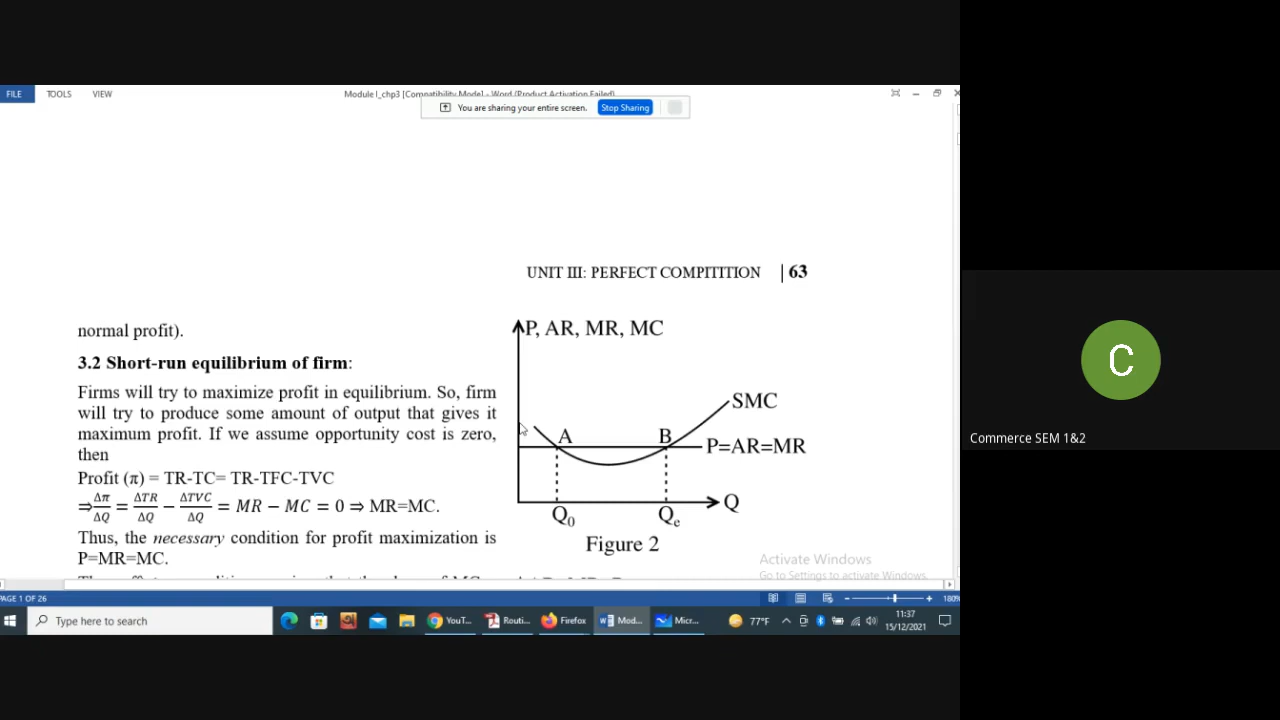 FILE TOOLS VIEW Module I_chp3 [Compatibility Mode] - Word (Product Activation Failed)
You are sharing your entire screen. Stop Sharing
UNIT III: PERFECT COMPITITION | 63
normal profit).
3.2 Short-run equilibrium of firm:
Firms will try to maximize profit in equilibrium. So, firm
will try to produce some amount of output that gives it
maximum profit. If we assume opportunity cost is zero,
then
Profit (π) = TR-TC= TR-TFC-TVC
⇒Δπ/ΔQ = ΔTR/ΔQ − ΔTVC/ΔQ = MR − MC = 0 ⇒ MR=MC.
Thus, the necessary condition for profit maximization is
P=MR=MC.
P, AR, MR, MC
SMC
A B
P=AR=MR
Q
Q0 Qe
Figure 2
Activate Windows
Go to Settings to activate Windows.
C
Commerce SEM 1&2
PAGE 1 OF 26
180%
Type here to search
YouT... Routi... Firefox Mod... Micr...
77°F
11:37
15/12/2021